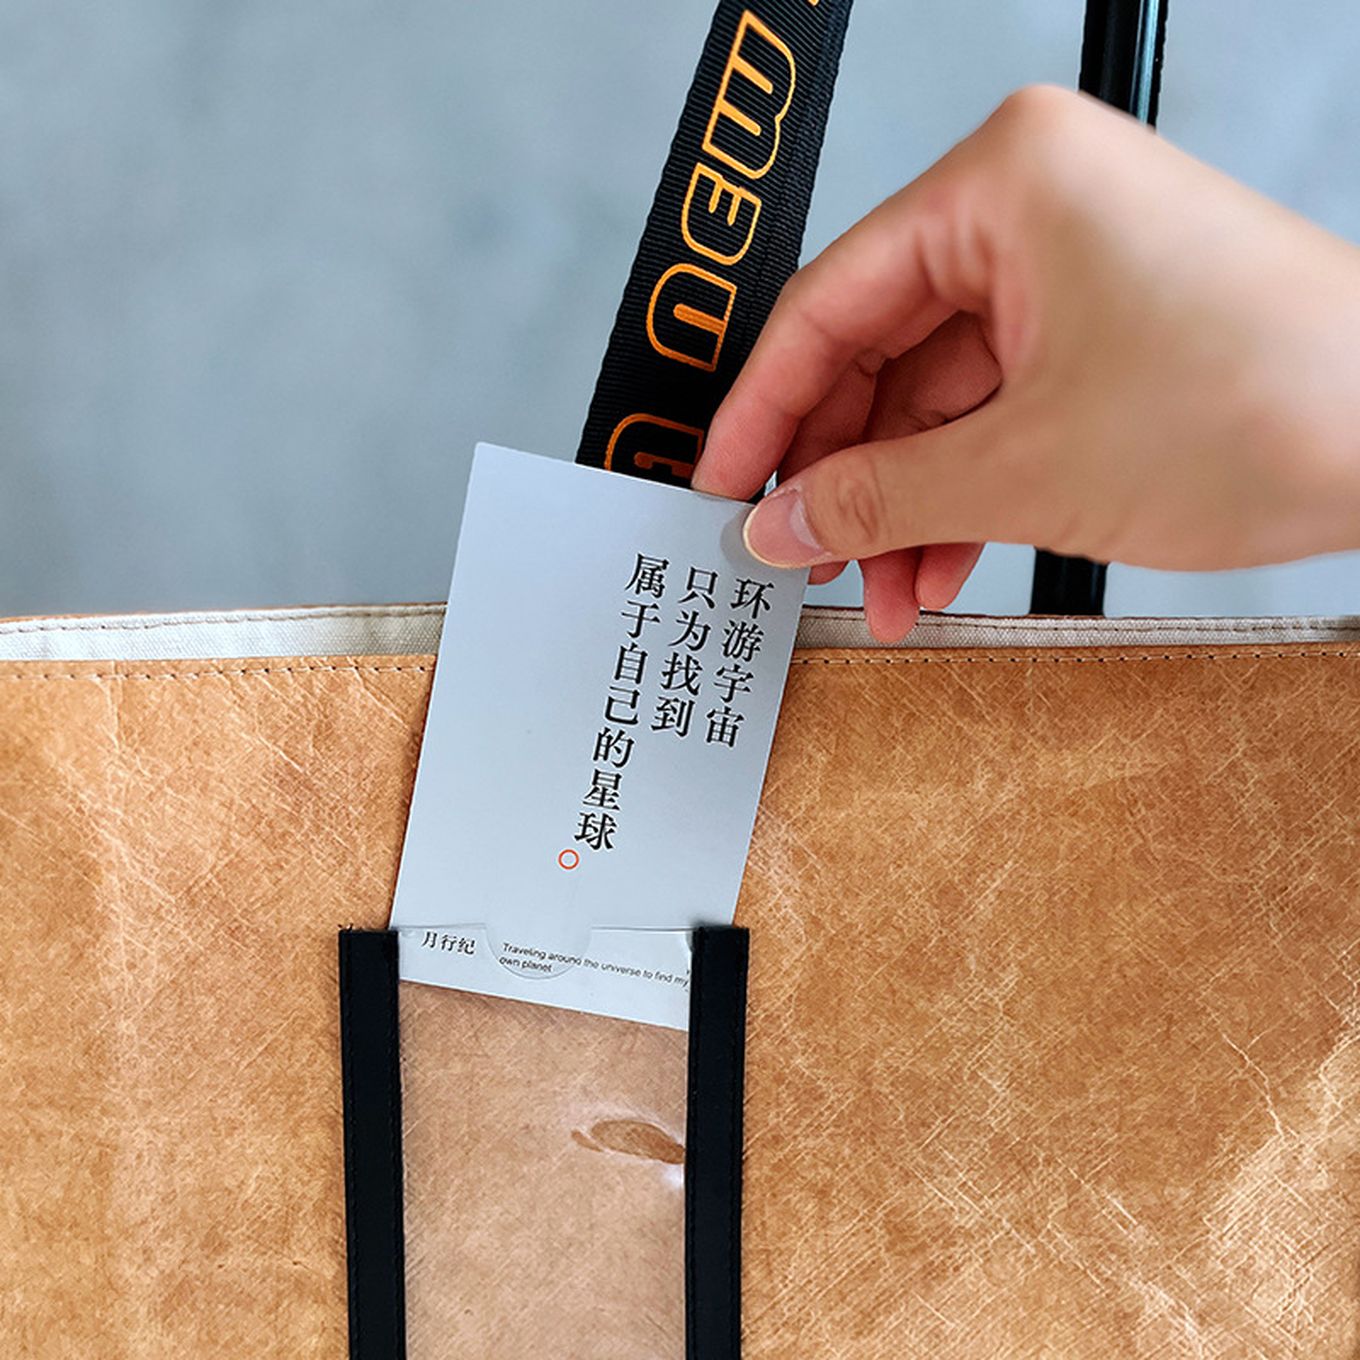 NEW
环游宇宙
只为找到
属于自己的星球
月行纪
Traveling around the universe to find my
own planet